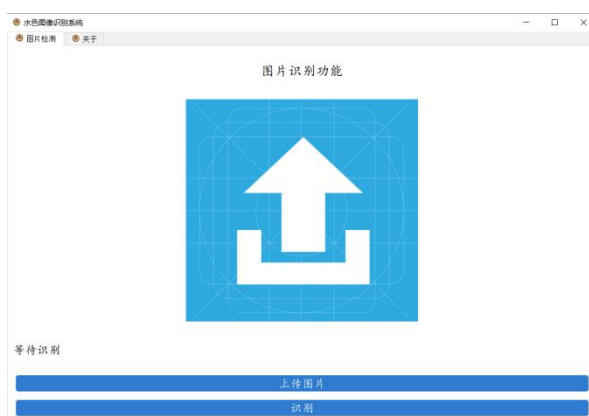 水色图像识别系统
图片检测 关于
图片识别功能
等待识别
上传图片
识别